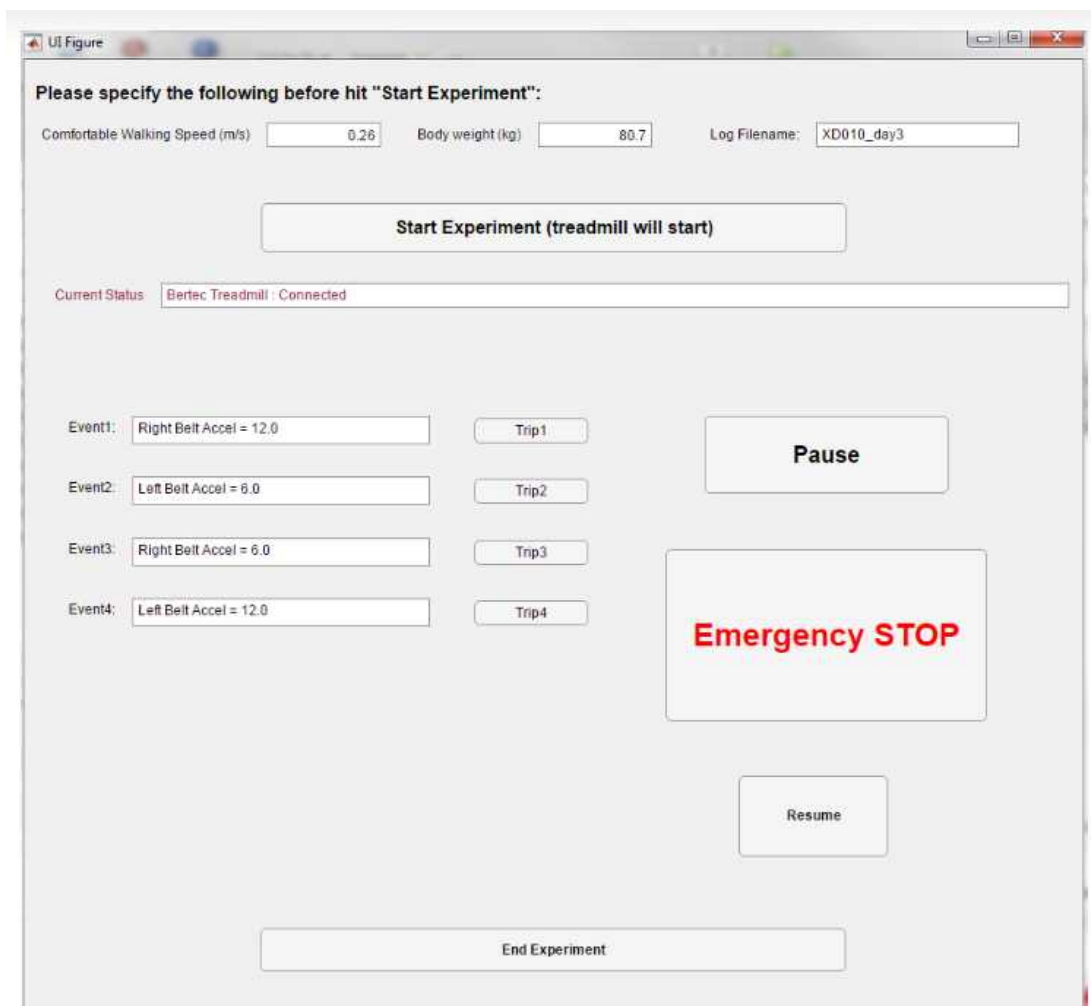 UI Figure
Please specify the following before hit "Start Experiment":
Comfortable Walking Speed (m/s) 0.26 Body weight (kg) 80.7 Log Filename: XD010_day3
Start Experiment (treadmill will start)
Current Status Bertec Treadmill : Connected
Event1: Right Belt Accel = 12.0 Trip1
Pause
Event2: Left Belt Accel = 6.0 Trip2
Event3: Right Belt Accel = 6.0 Trip3
Event4: Left Belt Accel = 12.0 Trip4
Emergency STOP
Resume
End Experiment